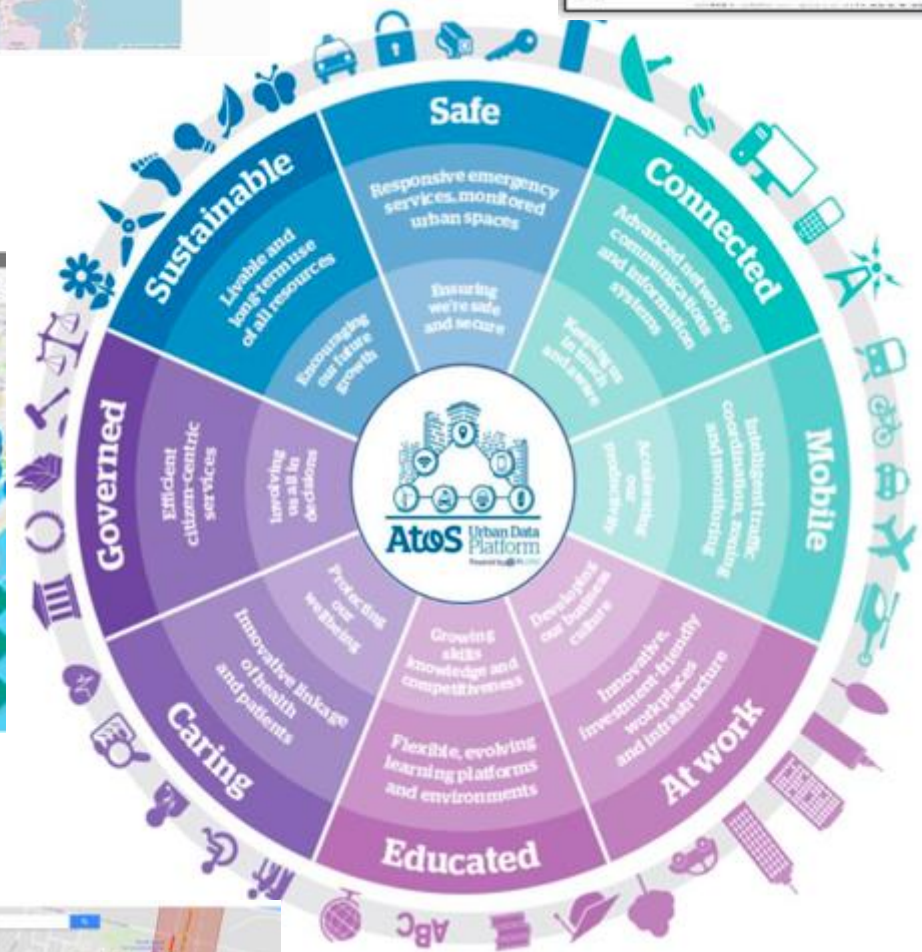 Safe
Responsive emergency
services, monitored
urban spaces
Ensuring
we're safe
and secure
Connected
Advanced networks
communications
and information
systems
Keeping us
in touch
and aware
Mobile
Intelligent traffic
coordination, zoning
and monitoring
our
At work
Innovative,
investment-friendly
workplaces
and infrastructure
Developing
our business
culture
Educated
Flexible, evolving
learning platforms
and environments
Growing
skills
knowledge and
competitiveness
Caring
Innovative linkage
of health
and patients
Protecting
our
wellbeing
Governed
Efficient
citizen-centric
services
Involving
us all in
decisions
Sustainable
Livable and
long-term use
of all resources
Encouraging
our future
growth
Atos Urban Data
Platform
Powered by
ABC